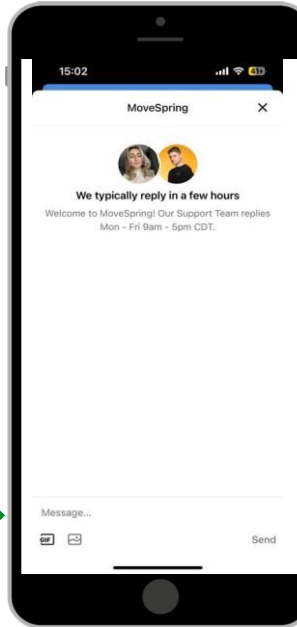 15:02
41
MoveSpring
We typically reply in a few hours
Welcome to MoveSpring! Our Support Team replies
Mon - Fri 9am - 5pm CDT.
Message...
GIF
Send